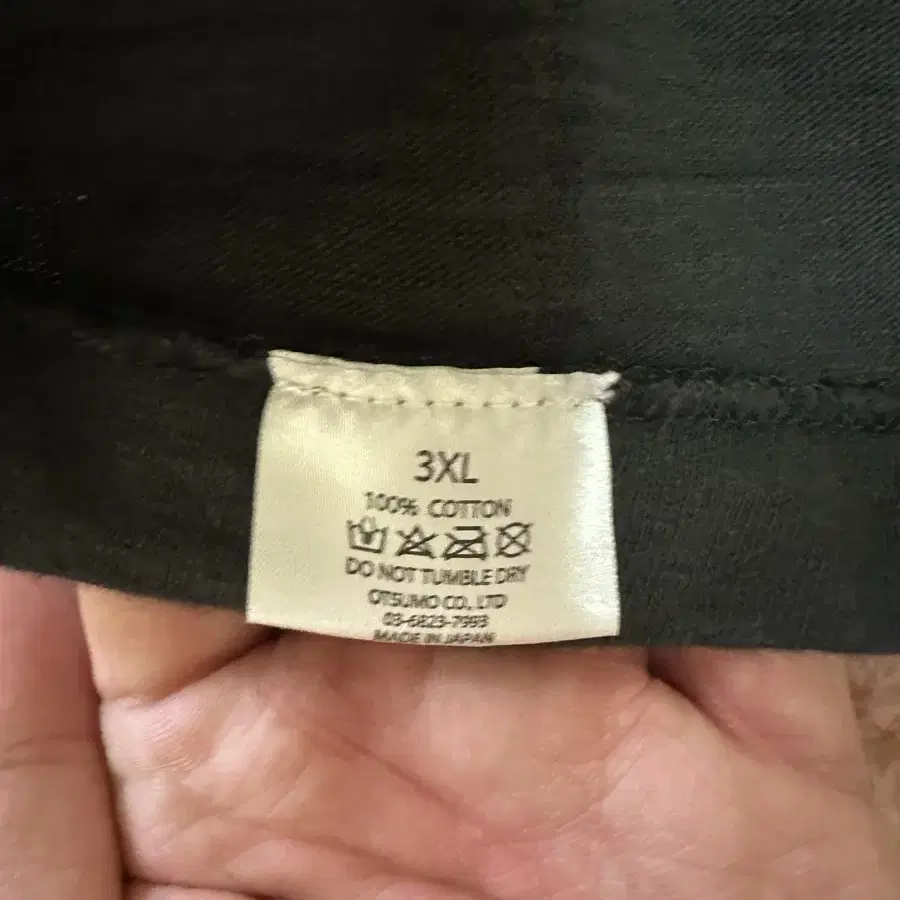 3XL
100% COTTON
DO NOT TUMBLE DRY
OTSUMO CO., LTD
03-6823-7993
MADE IN JAPAN